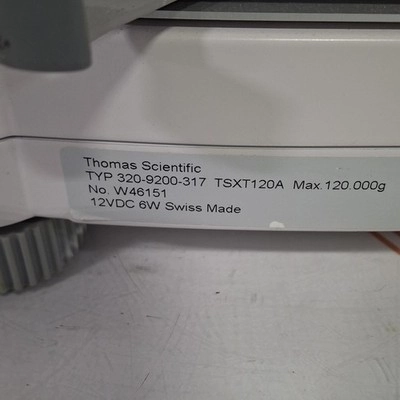 Thomas Scientific
TYP 320-9200-317 TSXT120A Max.120.000g
No. W46151
12VDC 6W Swiss Made